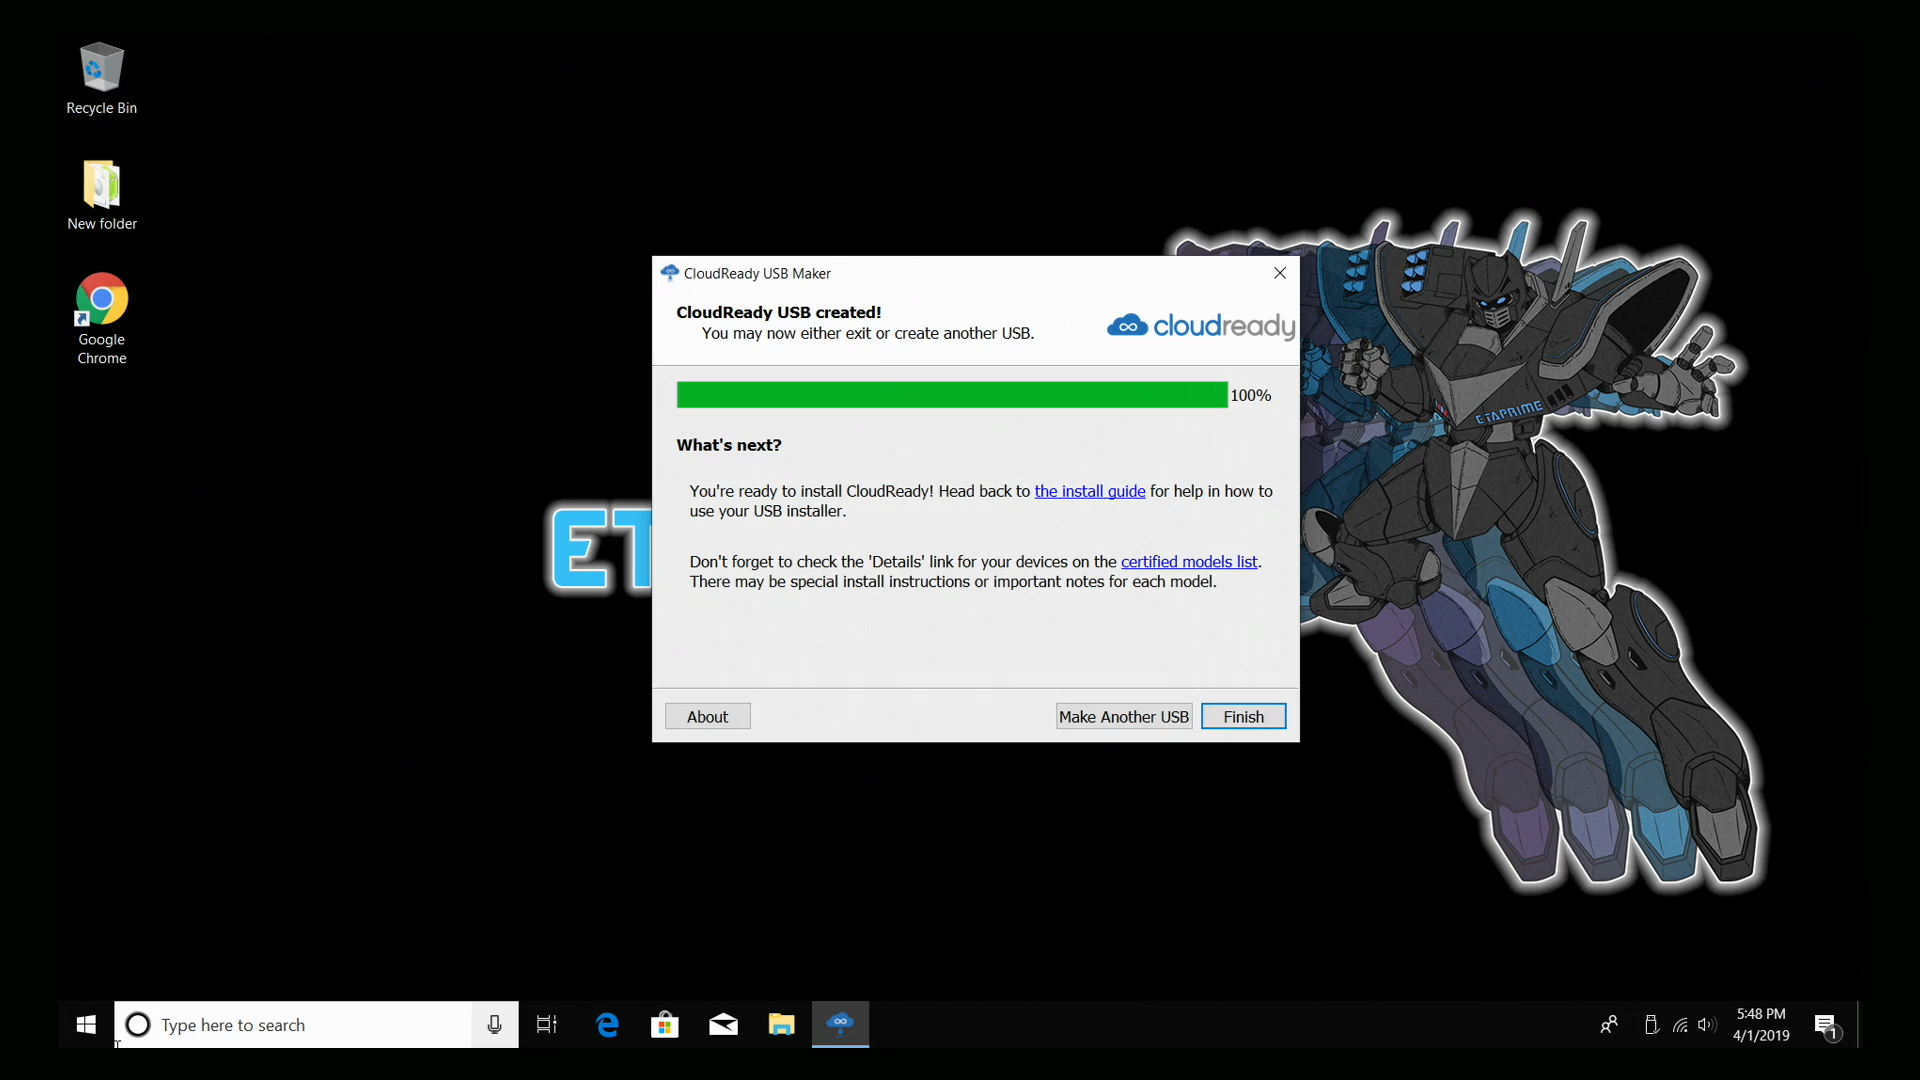 Recycle Bin
New folder
Google
Chrome
CloudReady USB Maker
CloudReady USB created!
You may now either exit or create another USB.
cloudready
100%
What's next?
You're ready to install CloudReady! Head back to the install guide for help in how to
use your USB installer.
Don't forget to check the 'Details' link for your devices on the certified models list.
There may be special install instructions or important notes for each model.
About
Make Another USB
Finish
ET
ETAPRIME
Type here to search
5:48 PM
4/1/2019
1